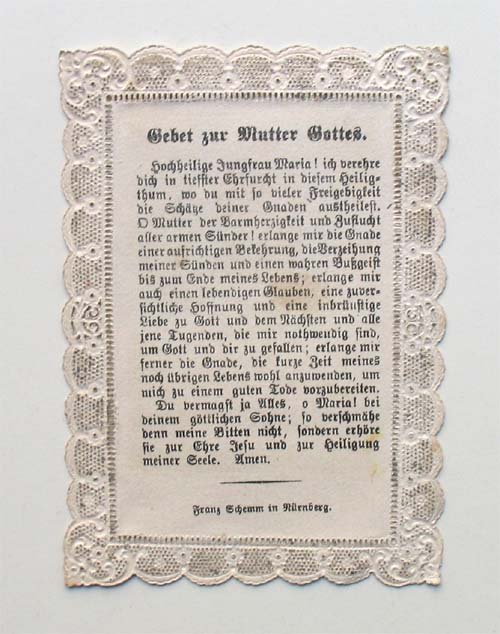 Gebet zur Mutter Gottes.
Hochheilige Jungfrau Maria! ich verehre
dich in tiefster Ehrfurcht in diesem Heilig-
thum, wo du mit so vieler Freigebigkeit
die Schätze deiner Gnaden austheilest.
O Mutter der Barmherzigkeit und Zuflucht
aller armen Sünder! erlange mir die Gnade
einer aufrichtigen Bekehrung, die Verzeihung
meiner Sünden und einen wahren Bußgeist
bis zum Ende meines Lebens; erlange mir
auch einen lebendigen Glauben, eine zuver-
sichtliche Hoffnung und eine inbrünstige
Liebe zu Gott und dem Nächsten und alle
jene Tugenden, die mir nothwendig sind,
um Gott und dir zu gefallen; erlange mir
ferner die Gnade, die kurze Zeit meines
noch übrigen Lebens wohl anzuwenden, um
mich zu einem guten Tode vorzubereiten.
Du vermagst ja Alles, o Maria! bei
deinem göttlichen Sohne; so verschmähe
denn meine Bitten nicht, sondern erhöre
sie zur Ehre Jesu und zur Heiligung
meiner Seele. Amen.
Franz Schemm in Nürnberg.